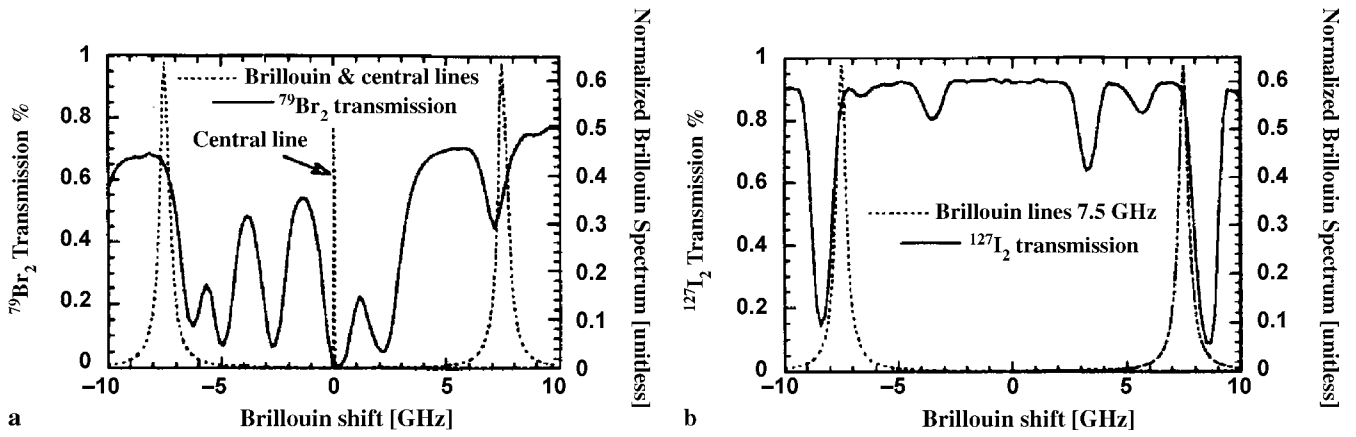 1
0.8
0.6
0.4
0.2
0
⁷⁹Br₂ Transmission %
Brillouin & central lines
⁷⁹Br₂ transmission
Central line
0.6
0.5
0.4
0.3
0.2
0.1
0
Normalized Brillouin Spectrum [unitless]
−10
−5
0
5
10
Brillouin shift [GHz]
a
1
0.8
0.6
0.4
0.2
0
¹²⁷I₂ Transmission %
Brillouin lines 7.5 GHz
¹²⁷I₂ transmission
0.6
0.5
0.4
0.3
0.2
0.1
0
Normalized Brillouin Spectrum [unitless]
−10
−5
0
5
10
Brillouin shift [GHz]
b